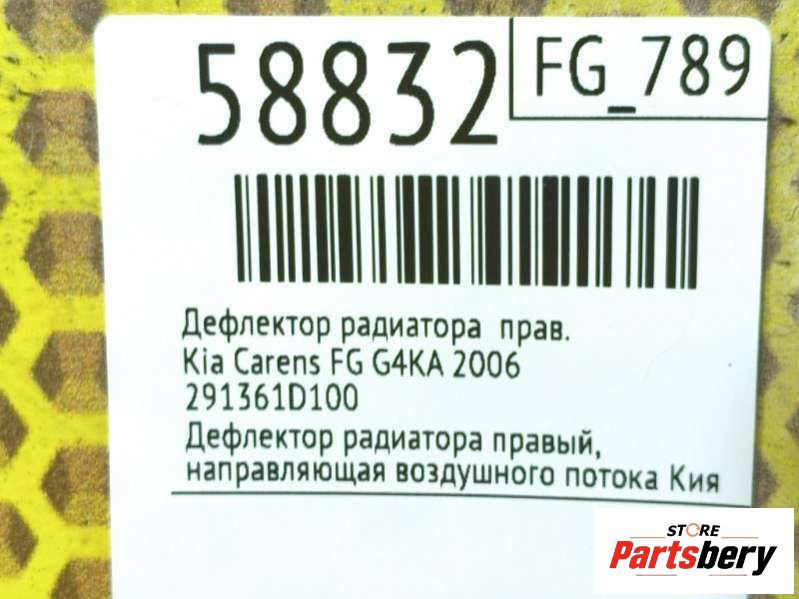 58832
FG_789
Дефлектор радиатора прав.
Kia Carens FG G4KA 2006
291361D100
Дефлектор радиатора правый,
направляющая воздушного потока Кия
STORE
Partsbery